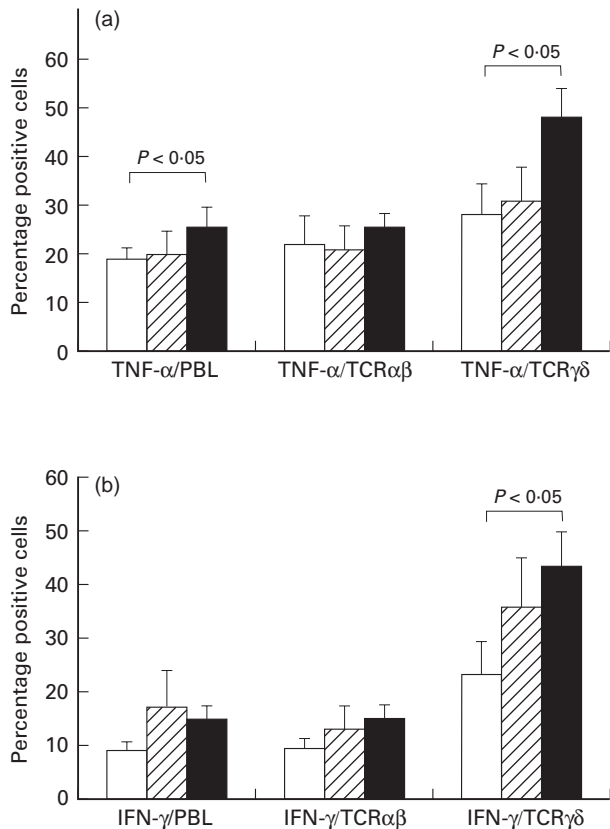 (a)
60
50
40
30
20
10
0
Percentage positive cells
P < 0·05
P < 0·05
TNF-α/PBL TNF-α/TCRαβ TNF-α/TCRγδ
(b)
60
50
40
30
20
10
0
Percentage positive cells
P < 0·05
IFN-γ/PBL IFN-γ/TCRαβ IFN-γ/TCRγδ